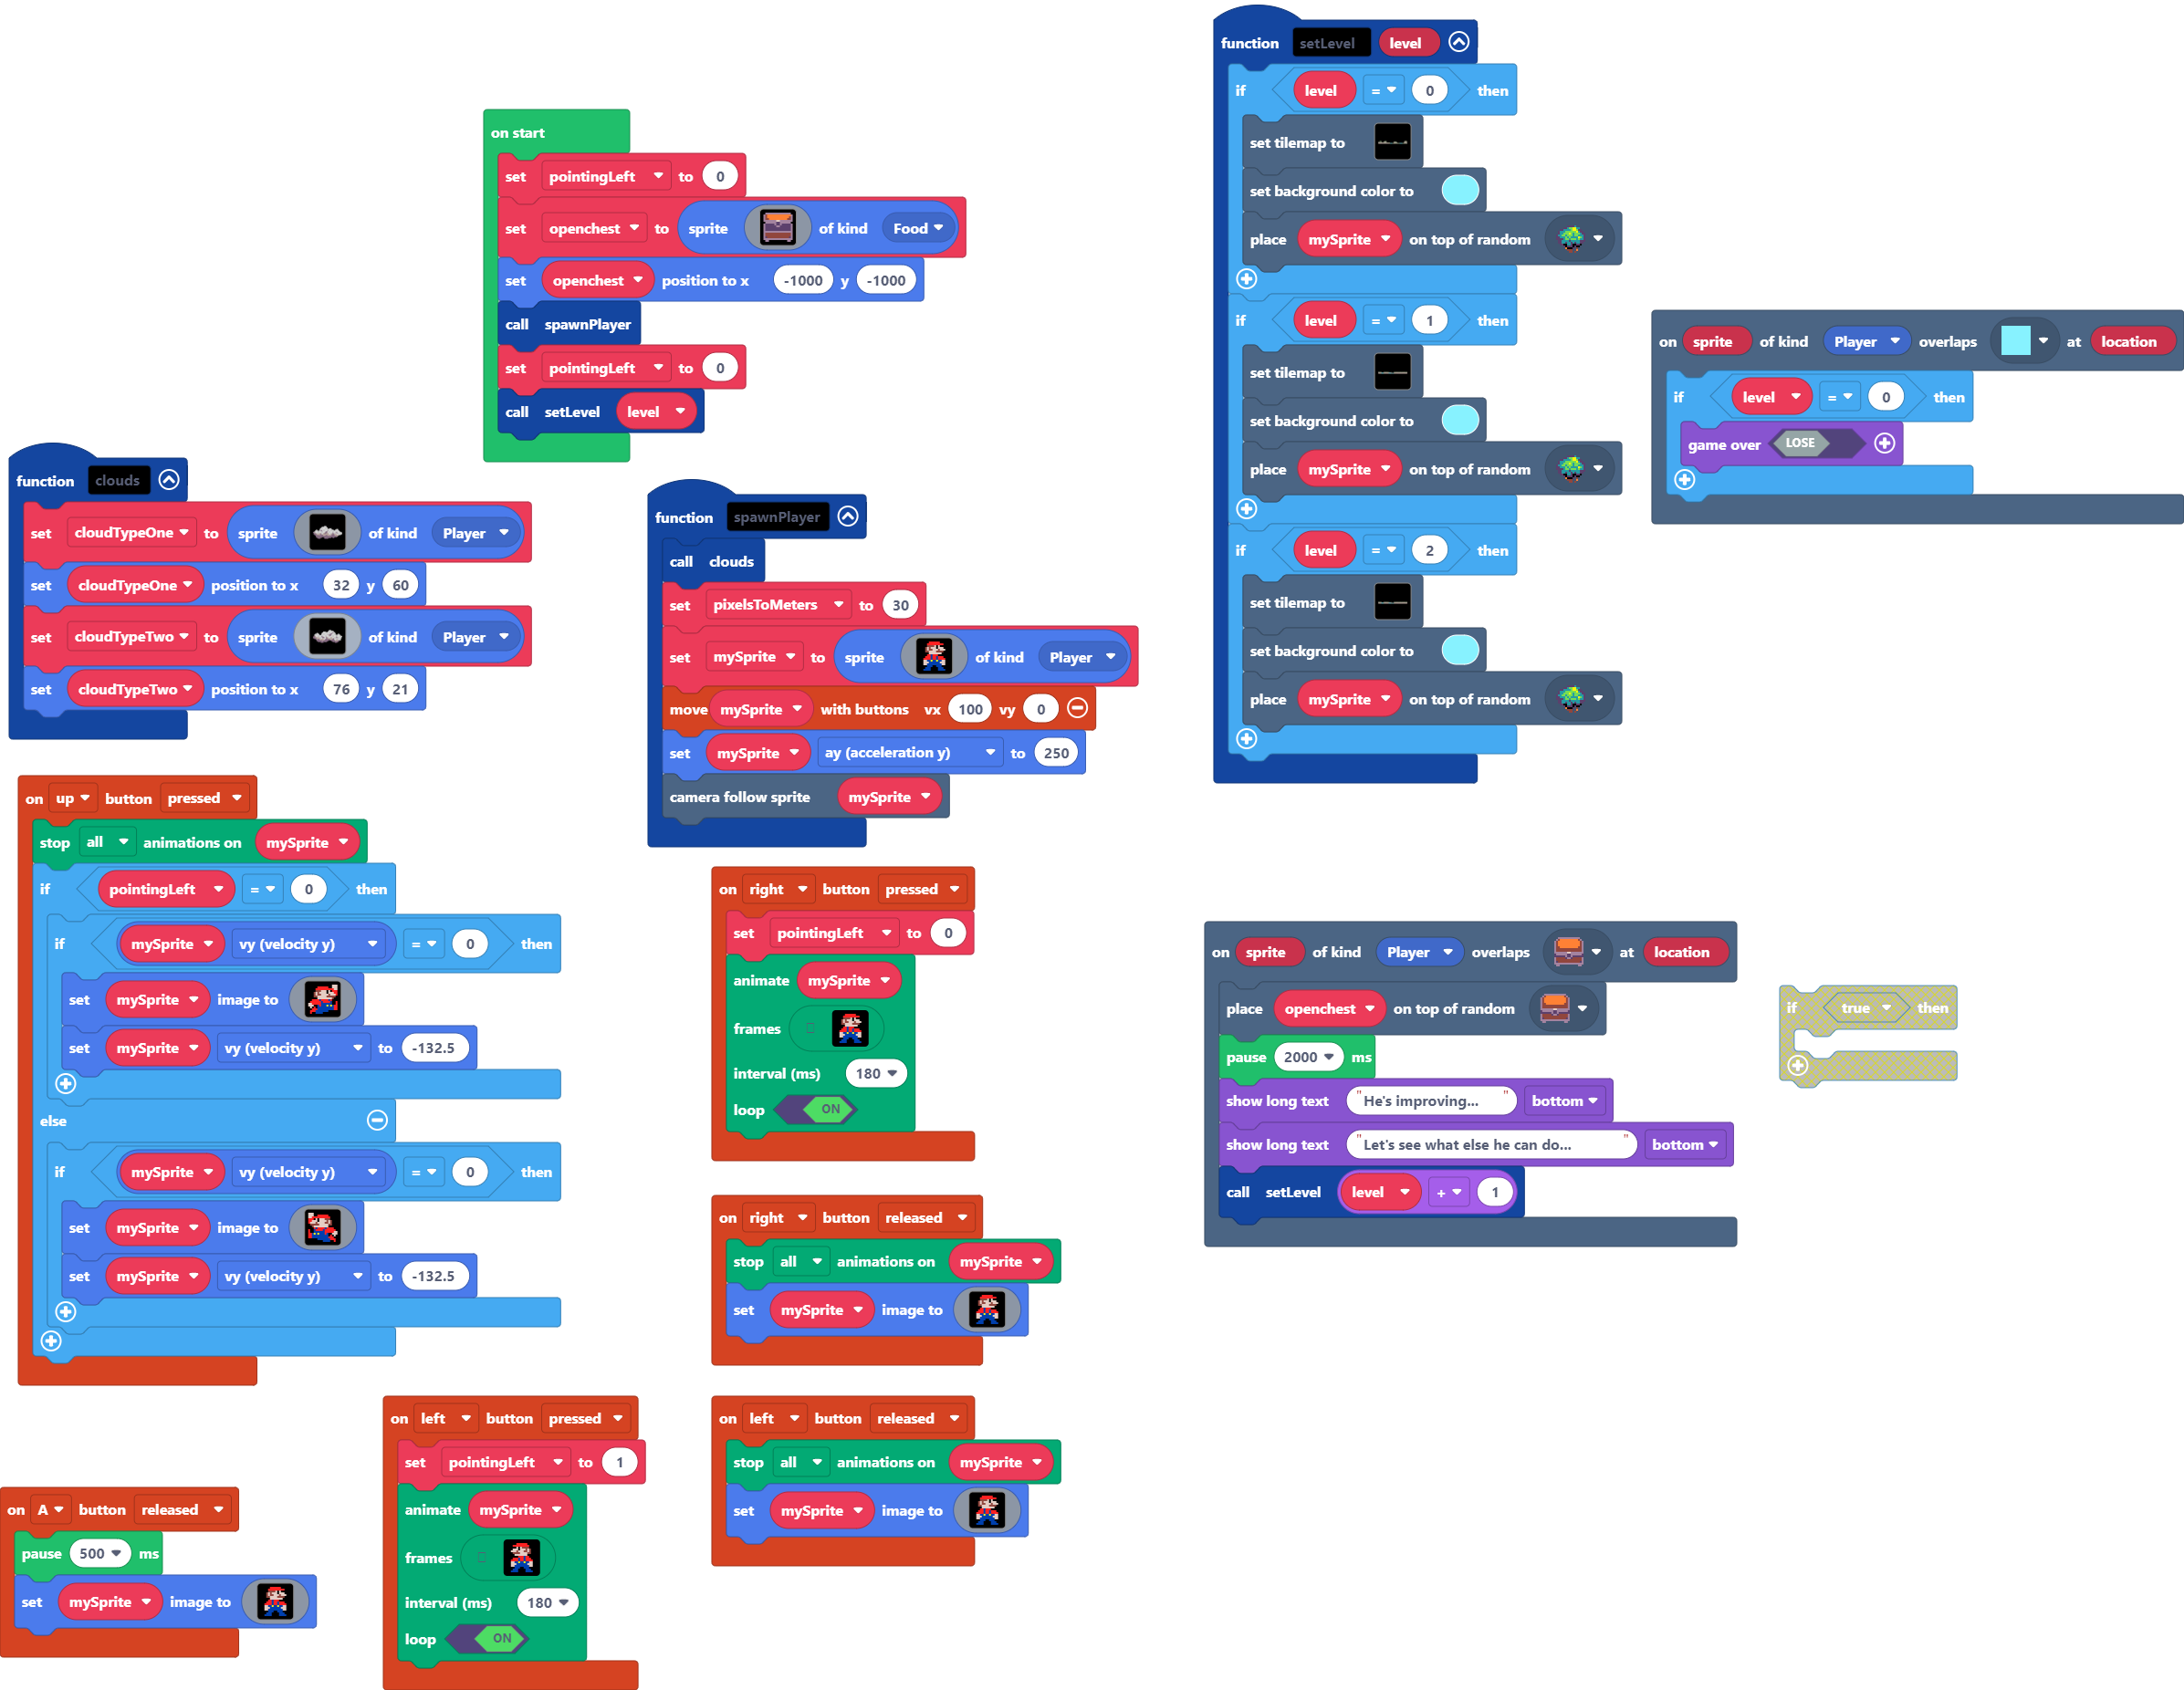 on start
set pointingLeft to 0
set openchest to sprite of kind Food
set openchest position to x -1000 y -1000
call spawnPlayer
set pointingLeft to 0
call setLevel level
function clouds
set cloudTypeOne to sprite of kind Player
set cloudTypeOne position to x 32 y 60
set cloudTypeTwo to sprite of kind Player
set cloudTypeTwo position to x 76 y 21
function spawnPlayer
call clouds
set pixelsToMeters to 30
set mySprite to sprite of kind Player
move mySprite with buttons vx 100 vy 0
set mySprite ay (acceleration y) to 250
camera follow sprite mySprite
function setLevel level
if level = 0 then
set tilemap to
set background color to
place mySprite on top of random
if level = 1 then
set tilemap to
set background color to
place mySprite on top of random
if level = 2 then
set tilemap to
set background color to
place mySprite on top of random
on sprite of kind Player overlaps at location
if level = 0 then
game over LOSE
on up button pressed
stop all animations on mySprite
if pointingLeft = 0 then
if mySprite vy (velocity y) = 0 then
set mySprite image to
set mySprite vy (velocity y) to -132.5
else
if mySprite vy (velocity y) = 0 then
set mySprite image to
set mySprite vy (velocity y) to -132.5
on right button pressed
set pointingLeft to 0
animate mySprite
frames
interval (ms) 180
loop ON
on right button released
stop all animations on mySprite
set mySprite image to
on left button released
stop all animations on mySprite
set mySprite image to
on left button pressed
set pointingLeft to 1
animate mySprite
frames
interval (ms) 180
loop ON
on A button released
pause 500 ms
set mySprite image to
on sprite of kind Player overlaps at location
place openchest on top of random
pause 2000 ms
show long text "He's improving... " bottom
show long text "Let's see what else he can do... " bottom
call setLevel level + 1
if true then